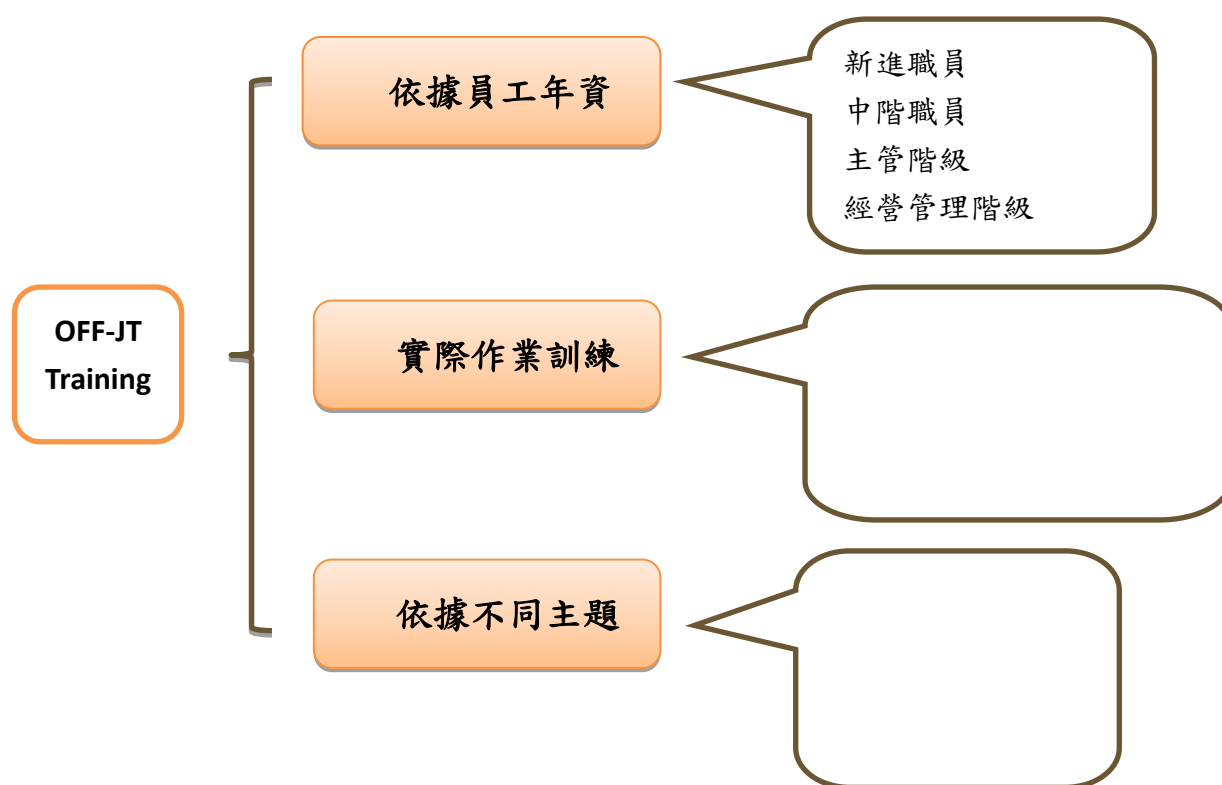 依據員工年資
新進職員
中階職員
主管階級
經營管理階級
OFF-JT
Training
實際作業訓練
依據不同主題